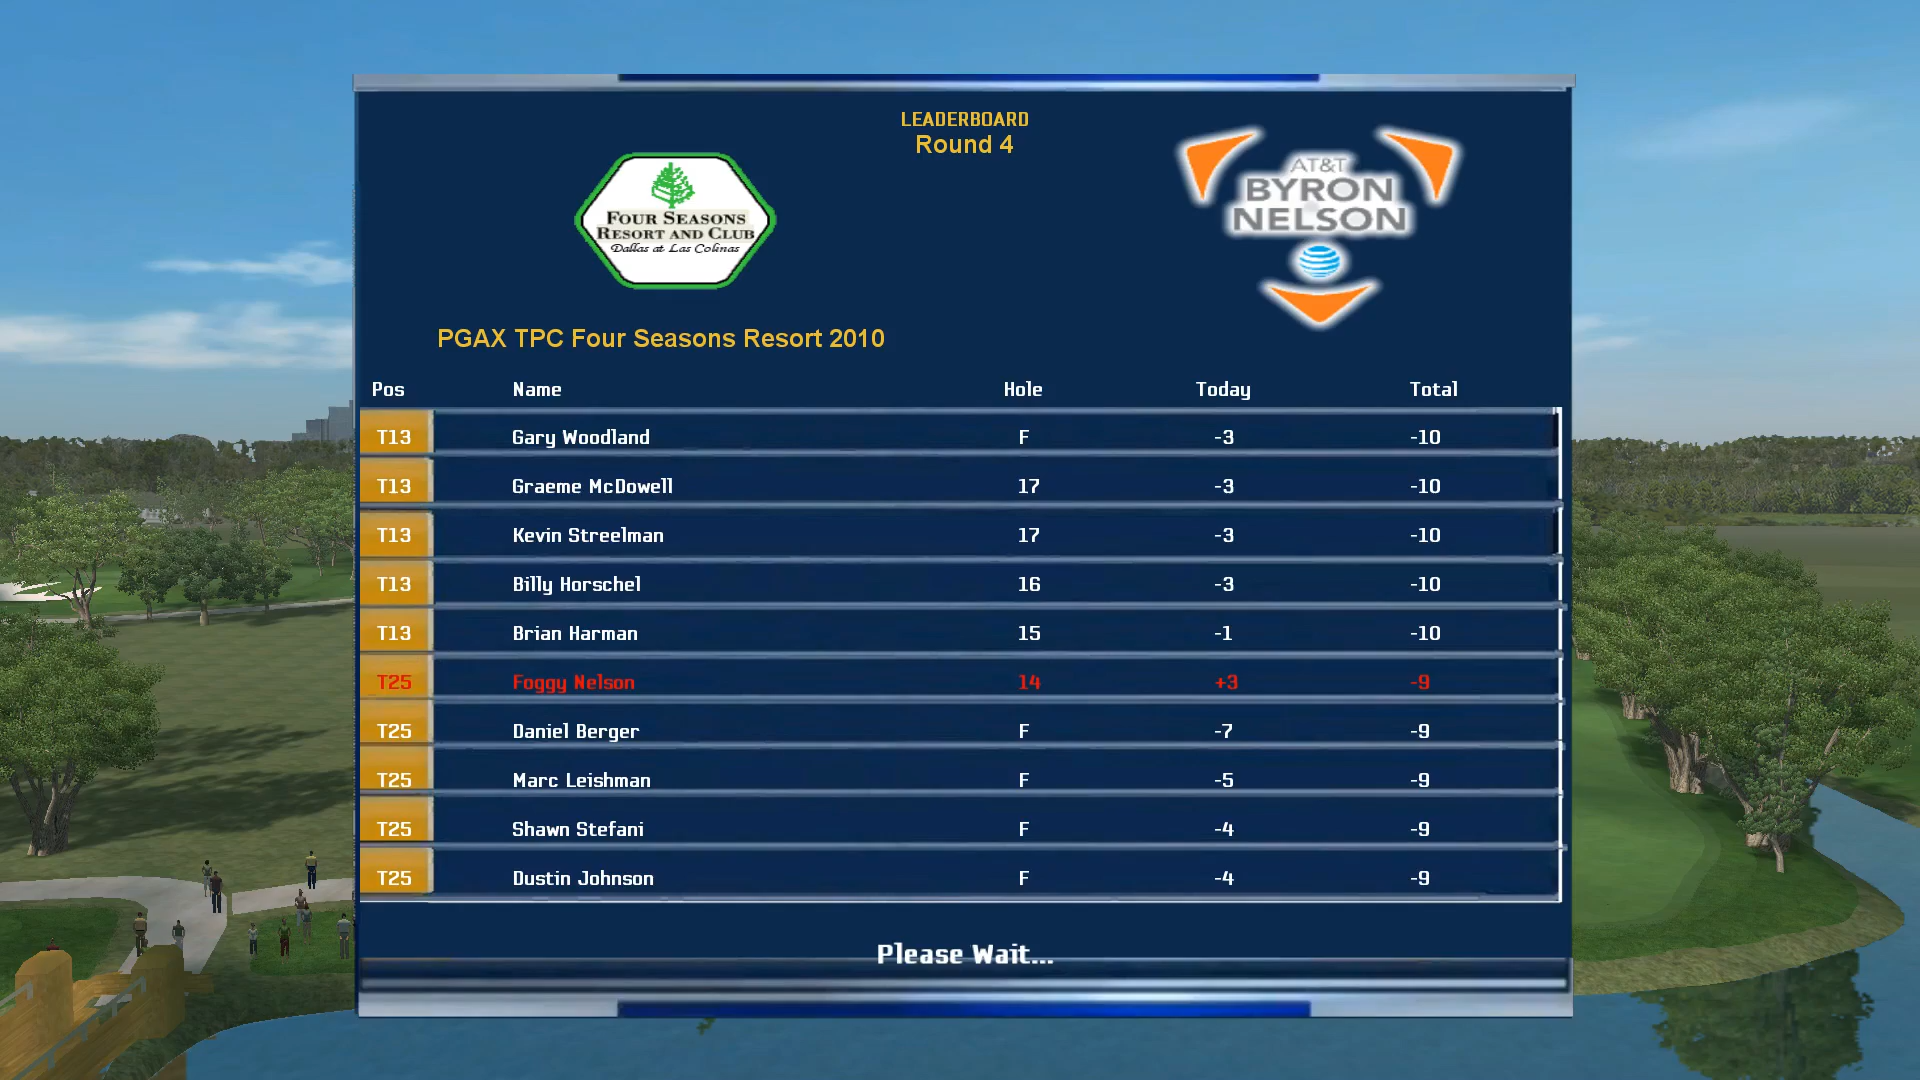 LEADERBOARD
Round 4
FOUR SEASONS
RESORT AND CLUB
Dallas at Las Colinas
AT&T
BYRON
NELSON
PGAX TPC Four Seasons Resort 2010
Pos Name Hole Today Total
T13 Gary Woodland F -3 -10
T13 Graeme McDowell 17 -3 -10
T13 Kevin Streelman 17 -3 -10
T13 Billy Horschel 16 -3 -10
T13 Brian Harman 15 -1 -10
T25 Foggy Nelson 14 +3 -9
T25 Daniel Berger F -7 -9
T25 Marc Leishman F -5 -9
T25 Shawn Stefani F -4 -9
T25 Dustin Johnson F -4 -9
Please Wait...